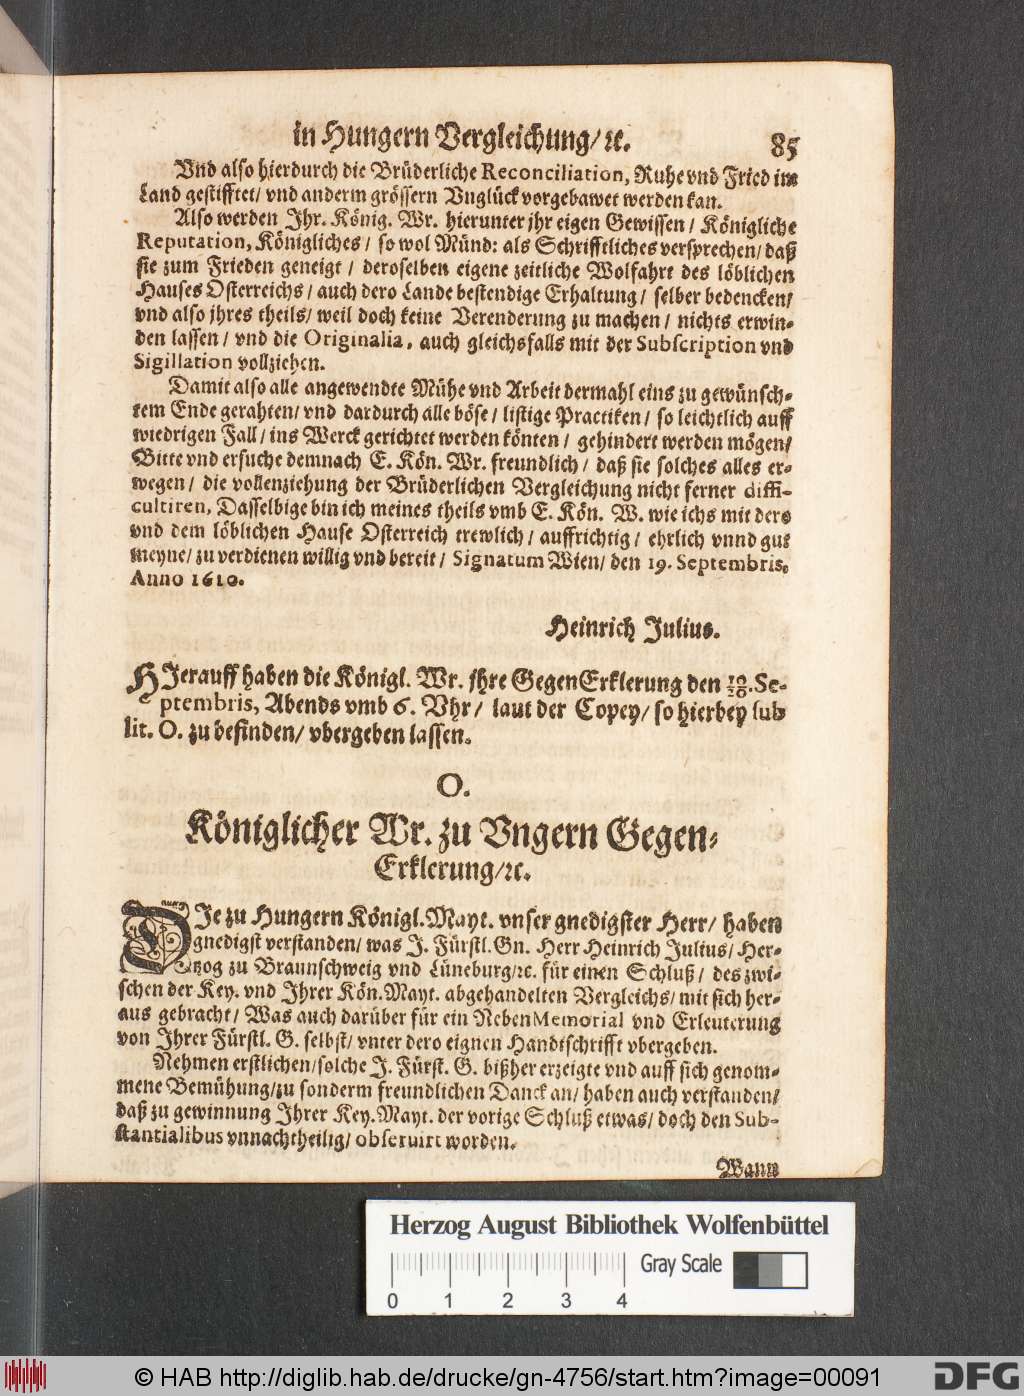 in Hungern Vergleichung/ꝛc. 85
Vnd also hierdurch die Brüderliche Reconciliation, Ruhe vnd Fried im
Land gestifftet/ vnd anderm grössern Vnglück vorgebawet werden kan.
Also werden Ihr. König. Wr. hierunter jhr eigen Gewissen / Königliche
Reputation, Königliches / so wol Münd: als Schrifftliches versprechen/ daß
sie zum Frieden geneigt / deroselben eigene zeitliche Wolfahrt des löblichen
Hauses Osterreichs / auch dero Lande bestendige Erhaltung / selber bedencken/
vnd also jhres theils/ weil doch keine Verenderung zu machen / nichts erwin-
den lassen / vnd die Originalia, auch gleichsfalls mit der Subscription vnd
Sigillation vollziehen.
Damit also alle angewendte Mühe vnd Arbeit dermahl eins zu gewünsch-
tem Ende gerahten/ vnd dardurch alle böse / listige Practiken / so leichtlich auff
wiedrigen Fall / ins Werck gerichtet werden könten / gehindert werden mögen/
Bitte vnd ersuche demnach E. Kön. Wr. freundlich / daß sie solches alles er-
wegen / die vollenziehung der Brüderlichen Vergleichung nicht ferner diffi-
cultiren, Dasselbige bin ich meines theils vmb E. Kön. W. wie ichs mit dero
vnd dem löblichen Hause Osterreich trewlich / auffrichtig / ehrlich vnnd gut
meyne/ zu verdienen willig vnd bereit / Signatum Wien/ den 19. Septembris,
Anno 1610.
Heinrich Julius.
HIerauff haben die Königl. Wr. jhre GegenErklerung den 10/20. Se-
ptembris, Abends vmb 6. Vhr / laut der Copey/ so hierbey sub
lit. O. zu befinden/ vbergeben lassen.
O.
Königlicher Wr. zu Vngern Gegen-
Erklerung/ꝛc.
DIe zu Hungern Königl. Mayt. vnser gnedigster Herr/ haben
gnedigst verstanden/ was J. Fürstl. Gn. Herr Heinrich Julius/ Her-
tzog zu Braunschweig vnd Lüneburg/ꝛc. für einen Schluß / des zwi-
schen der Key. vnd Ihrer Kön. Mayt. abgehandelten Vergleichs/ mit sich her-
aus gebracht/ Was auch darüber für ein NebenMemorial vnd Erleuterung
von Ihrer Fürstl. G. selbst/ vnter dero eignen Handtschrifft vbergeben.
Nehmen erstlichen/ solche J. Fürst. G. bißher erzeigte vnd auff sich genom-
mene Bemühung/ zu sonderm freundlichen Danck an/ haben auch verstanden/
daß zu gewinnung Ihrer Key. Mayt. der vorige Schluß etwas/ doch den Sub-
stantialibus vnnachtheilig/ observirt worden.
Wann
Herzog August Bibliothek Wolfenbüttel
Gray Scale
0 1 2 3 4
© HAB http://diglib.hab.de/drucke/gn-4756/start.htm?image=00091
DFG